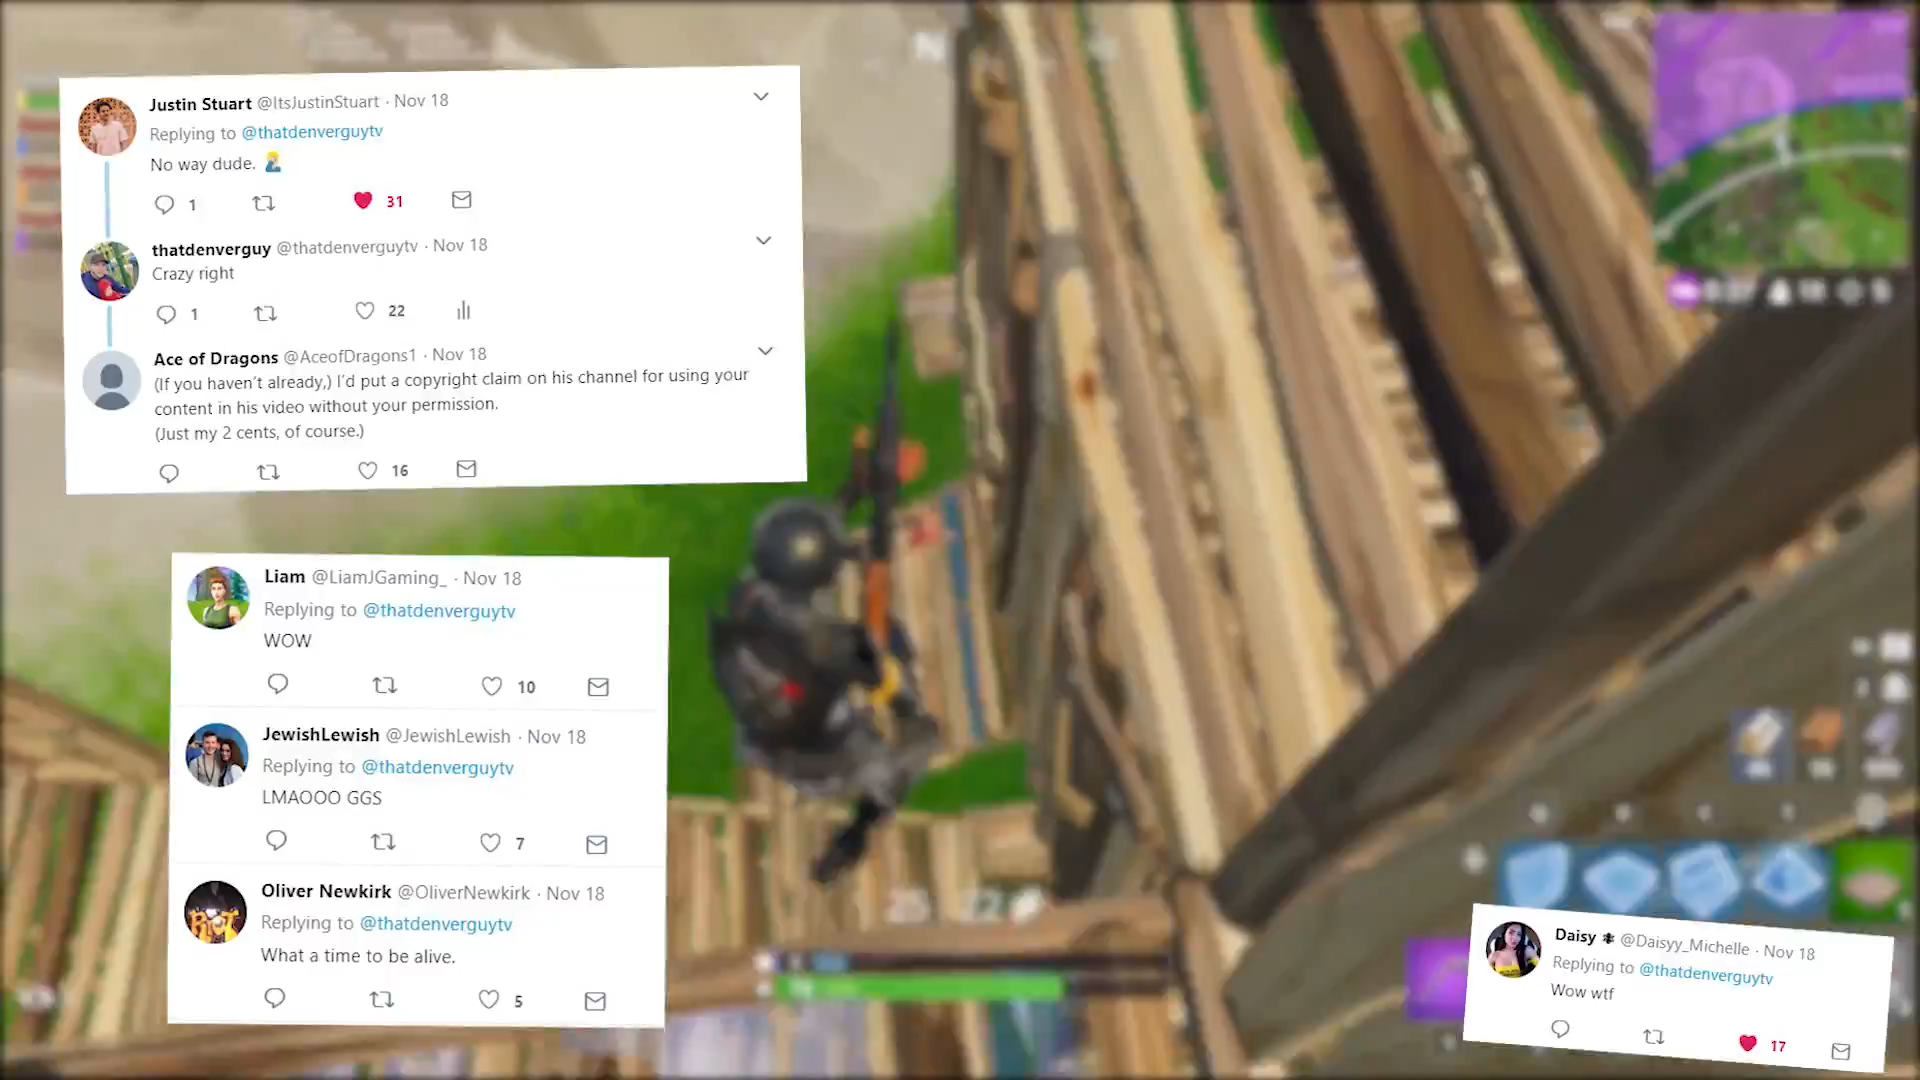 Justin Stuart @ItsJustinStuart · Nov 18
Replying to @thatdenverguytv
No way dude.
1 31
thatdenverguy @thatdenverguytv · Nov 18
Crazy right
1 22
Ace of Dragons @AceofDragons1 · Nov 18
(If you haven't already,) I'd put a copyright claim on his channel for using your
content in his video without your permission.
(Just my 2 cents, of course.)
16
Liam @LiamJGaming_ · Nov 18
Replying to @thatdenverguytv
WOW
10
JewishLewish @JewishLewish · Nov 18
Replying to @thatdenverguytv
LMAOOO GGS
7
Oliver Newkirk @OliverNewkirk · Nov 18
Replying to @thatdenverguytv
What a time to be alive.
5
Daisy @Daisyy_Michelle · Nov 18
Replying to @thatdenverguytv
Wow wtf
17